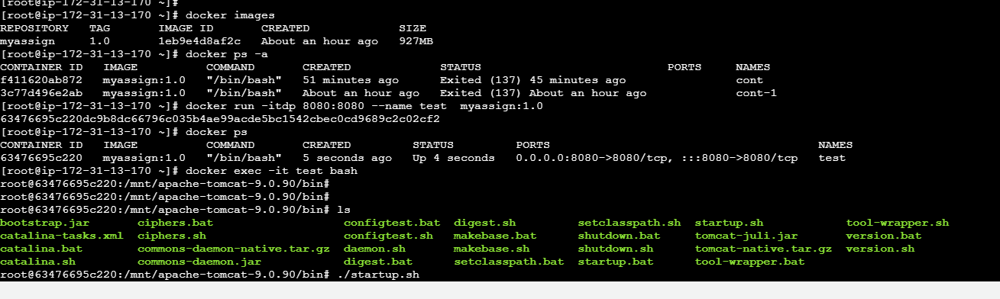 [root@ip-172-31-13-170 ~]#
[root@ip-172-31-13-170 ~]# docker images
REPOSITORY   TAG       IMAGE ID       CREATED             SIZE
myassign     1.0       1eb9e4d8af2c   About an hour ago   927MB
[root@ip-172-31-13-170 ~]# docker ps -a
CONTAINER ID   IMAGE          COMMAND       CREATED             STATUS                           PORTS     NAMES
f411620ab872   myassign:1.0   "/bin/bash"   51 minutes ago      Exited (137) 45 minutes ago                cont
3c77d496e2ab   myassign:1.0   "/bin/bash"   About an hour ago   Exited (137) About an hour ago             cont-1
[root@ip-172-31-13-170 ~]# docker run -itdp 8080:8080 --name test  myassign:1.0
63476695c220dc9b8dc66796c035b4ae99acde5bc1542cbec0cd9689c2c02cf2
[root@ip-172-31-13-170 ~]# docker ps
CONTAINER ID   IMAGE          COMMAND       CREATED         STATUS         PORTS                                       NAMES
63476695c220   myassign:1.0   "/bin/bash"   5 seconds ago   Up 4 seconds   0.0.0.0:8080->8080/tcp, :::8080->8080/tcp   test
[root@ip-172-31-13-170 ~]# docker exec -it test bash
root@63476695c220:/mnt/apache-tomcat-9.0.90/bin#
root@63476695c220:/mnt/apache-tomcat-9.0.90/bin#
root@63476695c220:/mnt/apache-tomcat-9.0.90/bin# ls
bootstrap.jar       ciphers.bat                   configtest.bat  digest.sh         setclasspath.sh  startup.sh            tool-wrapper.sh
catalina-tasks.xml  ciphers.sh                    configtest.sh   makebase.bat      shutdown.bat     tomcat-juli.jar       version.bat
catalina.bat        commons-daemon-native.tar.gz  daemon.sh       makebase.sh       shutdown.sh      tomcat-native.tar.gz  version.sh
catalina.sh         commons-daemon.jar            digest.bat      setclasspath.bat  startup.bat      tool-wrapper.bat
root@63476695c220:/mnt/apache-tomcat-9.0.90/bin# ./startup.sh